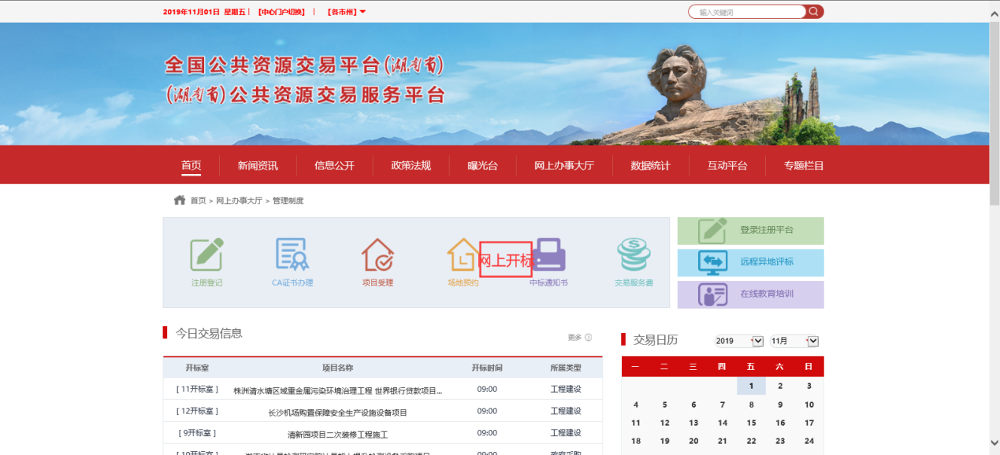 2019年11月01日 星期五 | 【中心门户切换】 | 【各市州】
输入关键词
全国公共资源交易平台(湖南省)
(湖南省)公共资源交易服务平台
首页 新闻资讯 信息公开 政策法规 曝光台 网上办事大厅 数据统计 互动平台 专题栏目
首页 > 网上办事大厅 > 管理制度
注册登记 CA证书办理 项目受理 场地预约 网上开标 中标通知书 交易服务费
登录注册平台
远程异地评标
在线教育培训
今日交易信息 更多
开标室 项目名称 开标时间 所属类型
[ 11开标室 ] 株洲清水塘区域重金属污染环境治理工程 世界银行贷款项目... 09:00 工程建设
[ 12开标室 ] 长沙机场购置保障安全生产设施设备项目 09:00 工程建设
[ 9开标室 ] 清新园项目二次装修工程施工 09:00 工程建设
[ 10开标室 ] 09:00 政府采购
交易日历 2019 11月
一 二 三 四 五 六 日
1 2 3
4 5 6 7 8 9 10
11 12 13 14 15 16 17
18 19 20 21 22 23 24